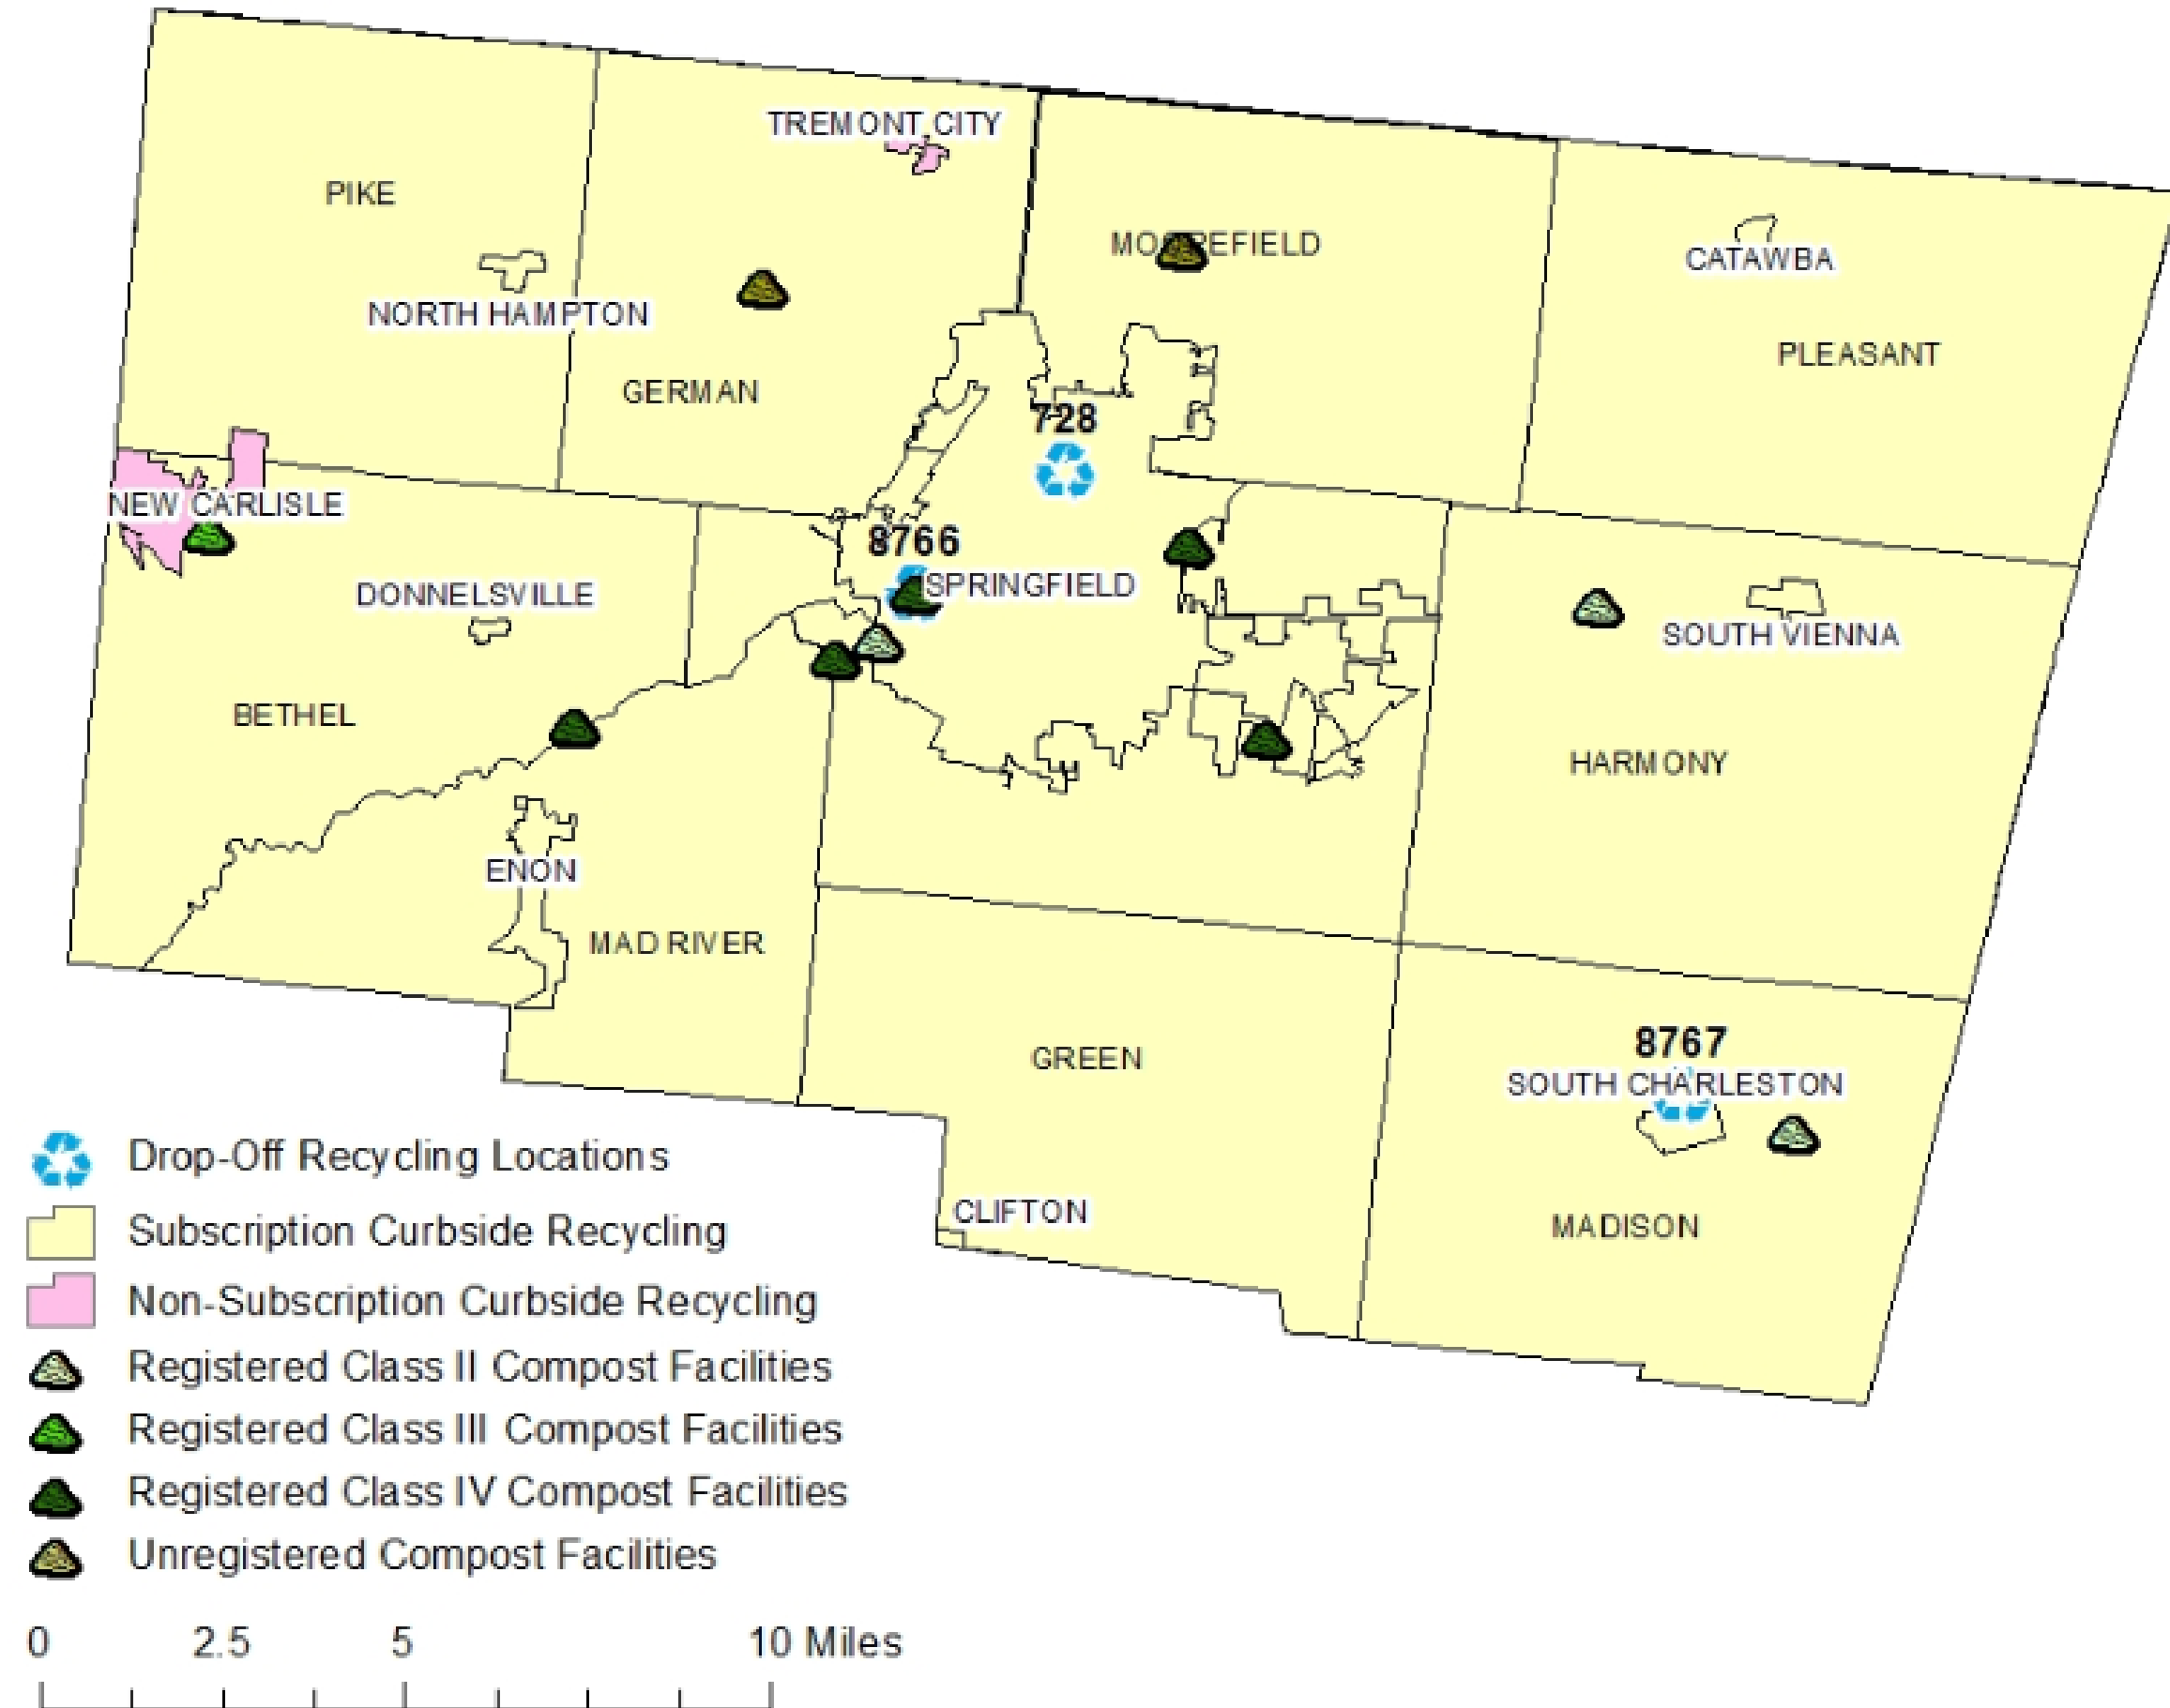 TREMONT CITY
PIKE
MOOREFIELD
CATAWBA
NORTH HAMPTON
PLEASANT
GERMAN
728
NEW CARLISLE
8766
SPRINGFIELD
DONNELSVILLE
SOUTH VIENNA
BETHEL
HARMONY
ENON
MAD RIVER
8767
GREEN
SOUTH CHARLESTON
CLIFTON
MADISON
Drop-Off Recycling Locations
Subscription Curbside Recycling
Non-Subscription Curbside Recycling
Registered Class II Compost Facilities
Registered Class III Compost Facilities
Registered Class IV Compost Facilities
Unregistered Compost Facilities
0 2.5 5 10 Miles